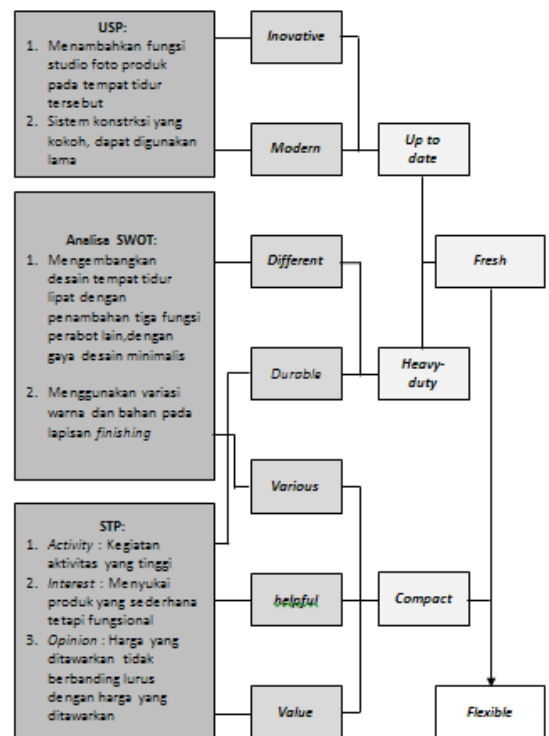 USP:
1. Menambahkan fungsi
studio foto produk
pada tempat tidur
tersebut
2. Sistem konstrksi yang
kokoh, dapat digunakan
lama
Inovative
Modern
Up to
date
Analisa SWOT:
1. Mengembangkan
desain tempat tidur
lipat dengan
penambahan tiga fungsi
perabot lain,dengan
gaya desain minimalis
2. Menggunakan variasi
warna dan bahan pada
lapisan finishing
Different
Durable
Various
Fresh
Heavy-
duty
STP:
1. Activity : Kegiatan
aktivitas yang tinggi
2. Interest : Menyukai
produk yang sederhana
tetapi fungsional
3. Opinion : Harga yang
ditawarkan tidak
berbanding lurus
dengan harga yang
ditawarkan
helpful
Value
Compact
Flexible